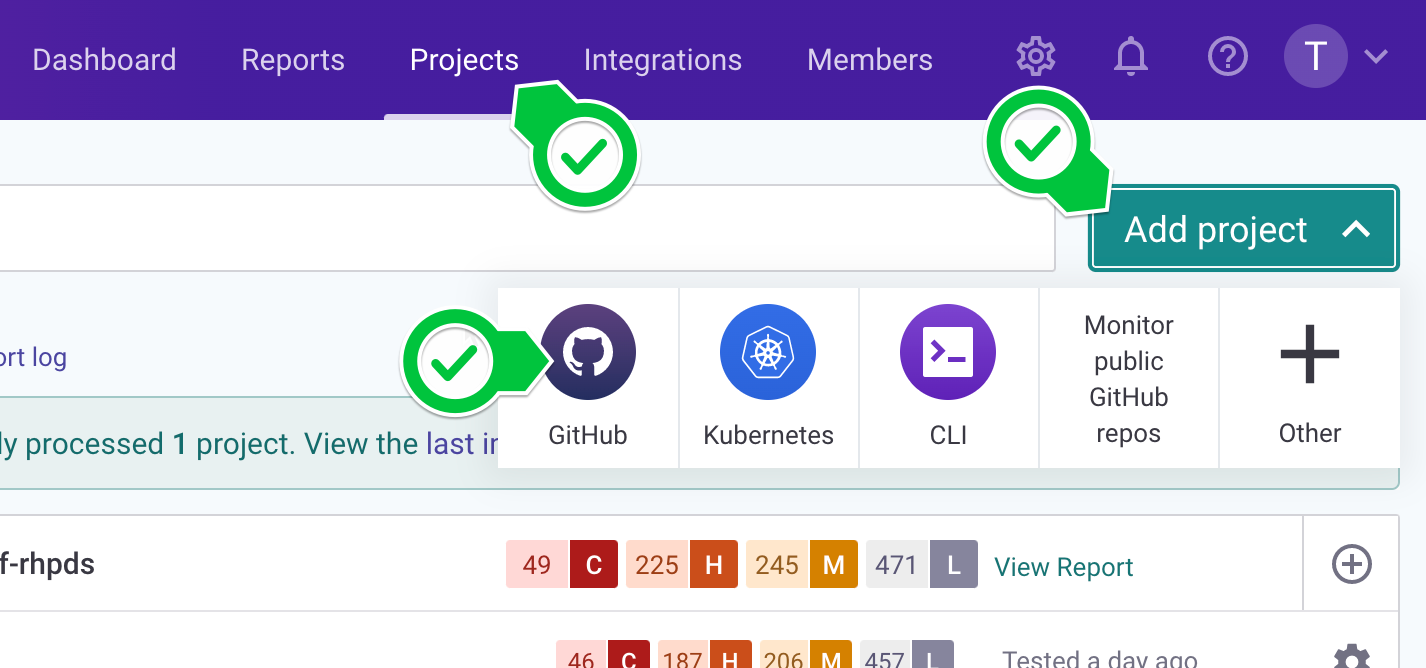 Dashboard Reports Projects Integrations Members T
Add project
GitHub
Kubernetes
CLI
Monitor
public
GitHub
repos
Other
ort log
ly processed 1 project. View the last in
f-rhpds 49 C 225 H 245 M 471 L View Report
46 C 187 H 206 M 457 L Tested a day ago